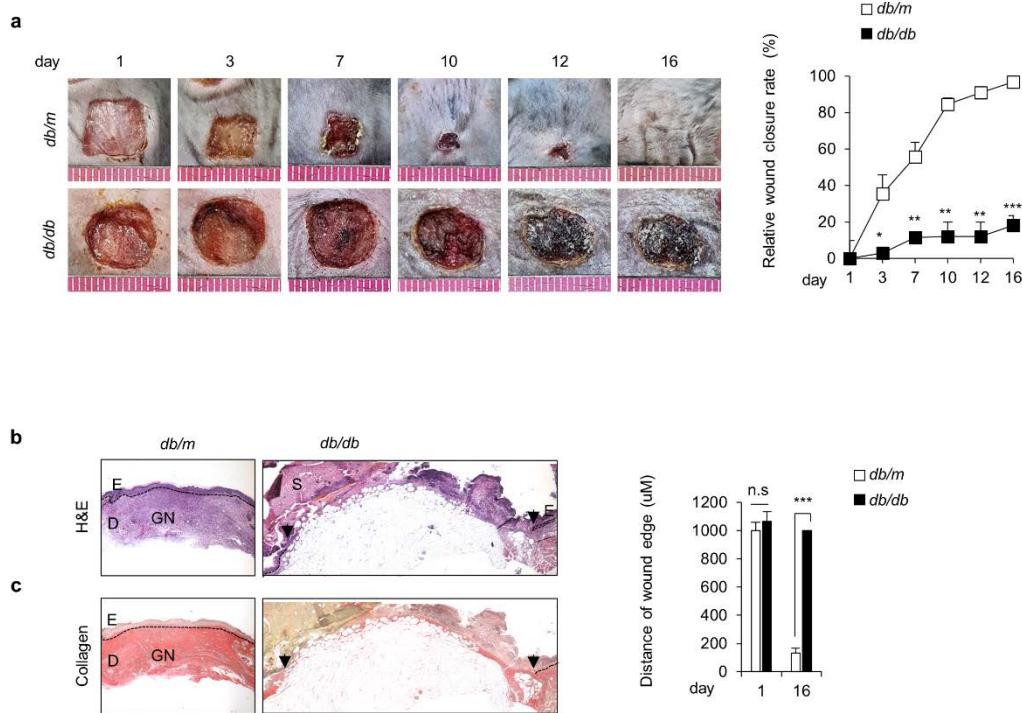 a
day 1 3 7 10 12 16
db/m
db/db
db/m
db/db
Relative wound closure rate (%)
100
80
60
40
20
0
* ** ** ** ***
day 1 3 7 10 12 16
b
db/m db/db
H&E
E
D GN
S
E
c
Collagen
E
D GN
db/m
db/db
Distance of wound edge (uM)
1200
1000
800
600
400
200
0
n.s ***
day 1 16